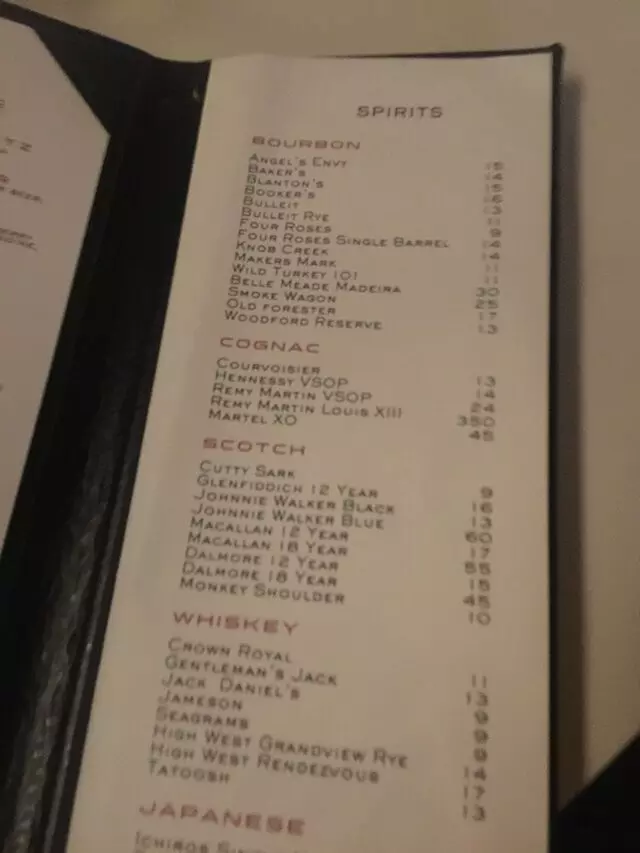 SPIRITS
BOURBON
ANGEL'S ENVY 15
BAKER'S 14
BLANTON'S 15
BOOKER'S 16
BULLEIT 13
BULLEIT RYE 11
FOUR ROSES 9
FOUR ROSES SINGLE BARREL 14
KNOB CREEK 14
MAKERS MARK 11
WILD TURKEY 101 11
BELLE MEADE MADEIRA 30
SMOKE WAGON 25
OLD FORESTER 17
WOODFORD RESERVE 13
COGNAC
COURVOISIER 13
HENNESSY VSOP 14
REMY MARTIN VSOP 24
REMY MARTIN LOUIS XIII 350
MARTEL XO 45
SCOTCH
CUTTY SARK 9
GLENFIDDICH 12 YEAR 16
JOHNNIE WALKER BLACK 13
JOHNNIE WALKER BLUE 60
MACALLAN 12 YEAR 17
MACALLAN 18 YEAR 55
DALMORE 12 YEAR 15
DALMORE 18 YEAR 45
MONKEY SHOULDER 10
WHISKEY
CROWN ROYAL 11
GENTLEMAN'S JACK 13
JACK DANIEL'S 9
JAMESON 9
SEAGRAMS 9
HIGH WEST GRANDVIEW RYE 14
HIGH WEST RENDEZVOUS 17
TATOOSH 13
JAPANESE
ICHIROS